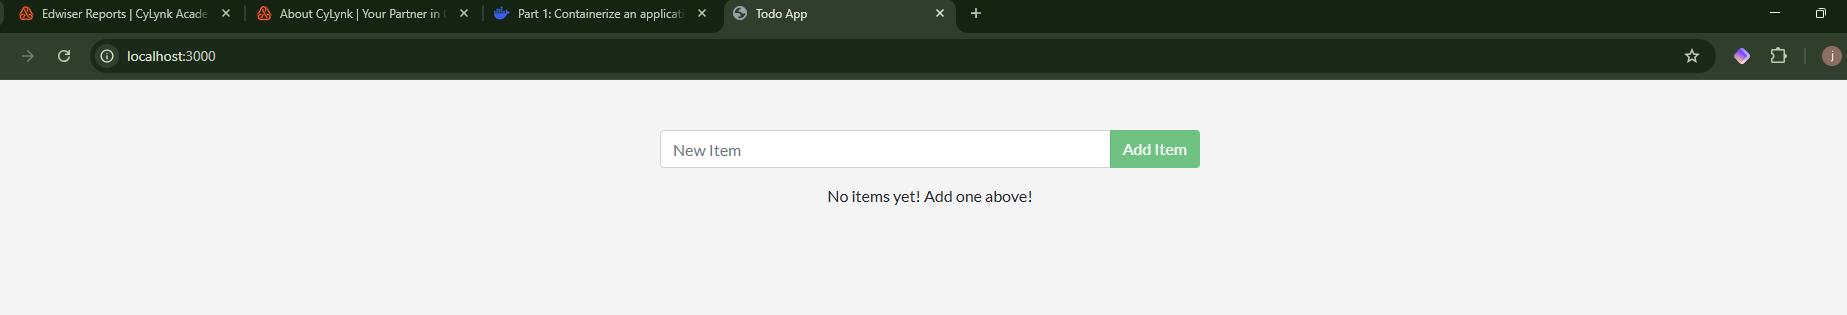 Edwiser Reports | CyLynk Acade
About CyLynk | Your Partner in
Part 1: Containerize an applicati
Todo App
localhost:3000
j
New Item
Add Item
No items yet! Add one above!